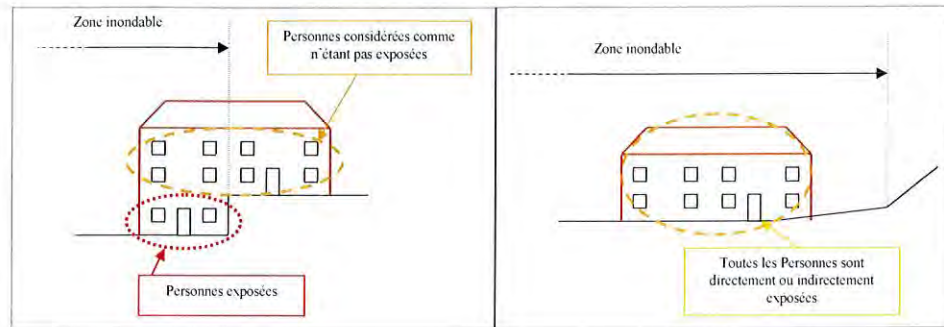 Zone inondable
Personnes considérées comme
n'étant pas exposées
Personnes exposées
Zone inondable
Toutes les Personnes sont
directement ou indirectement
exposées